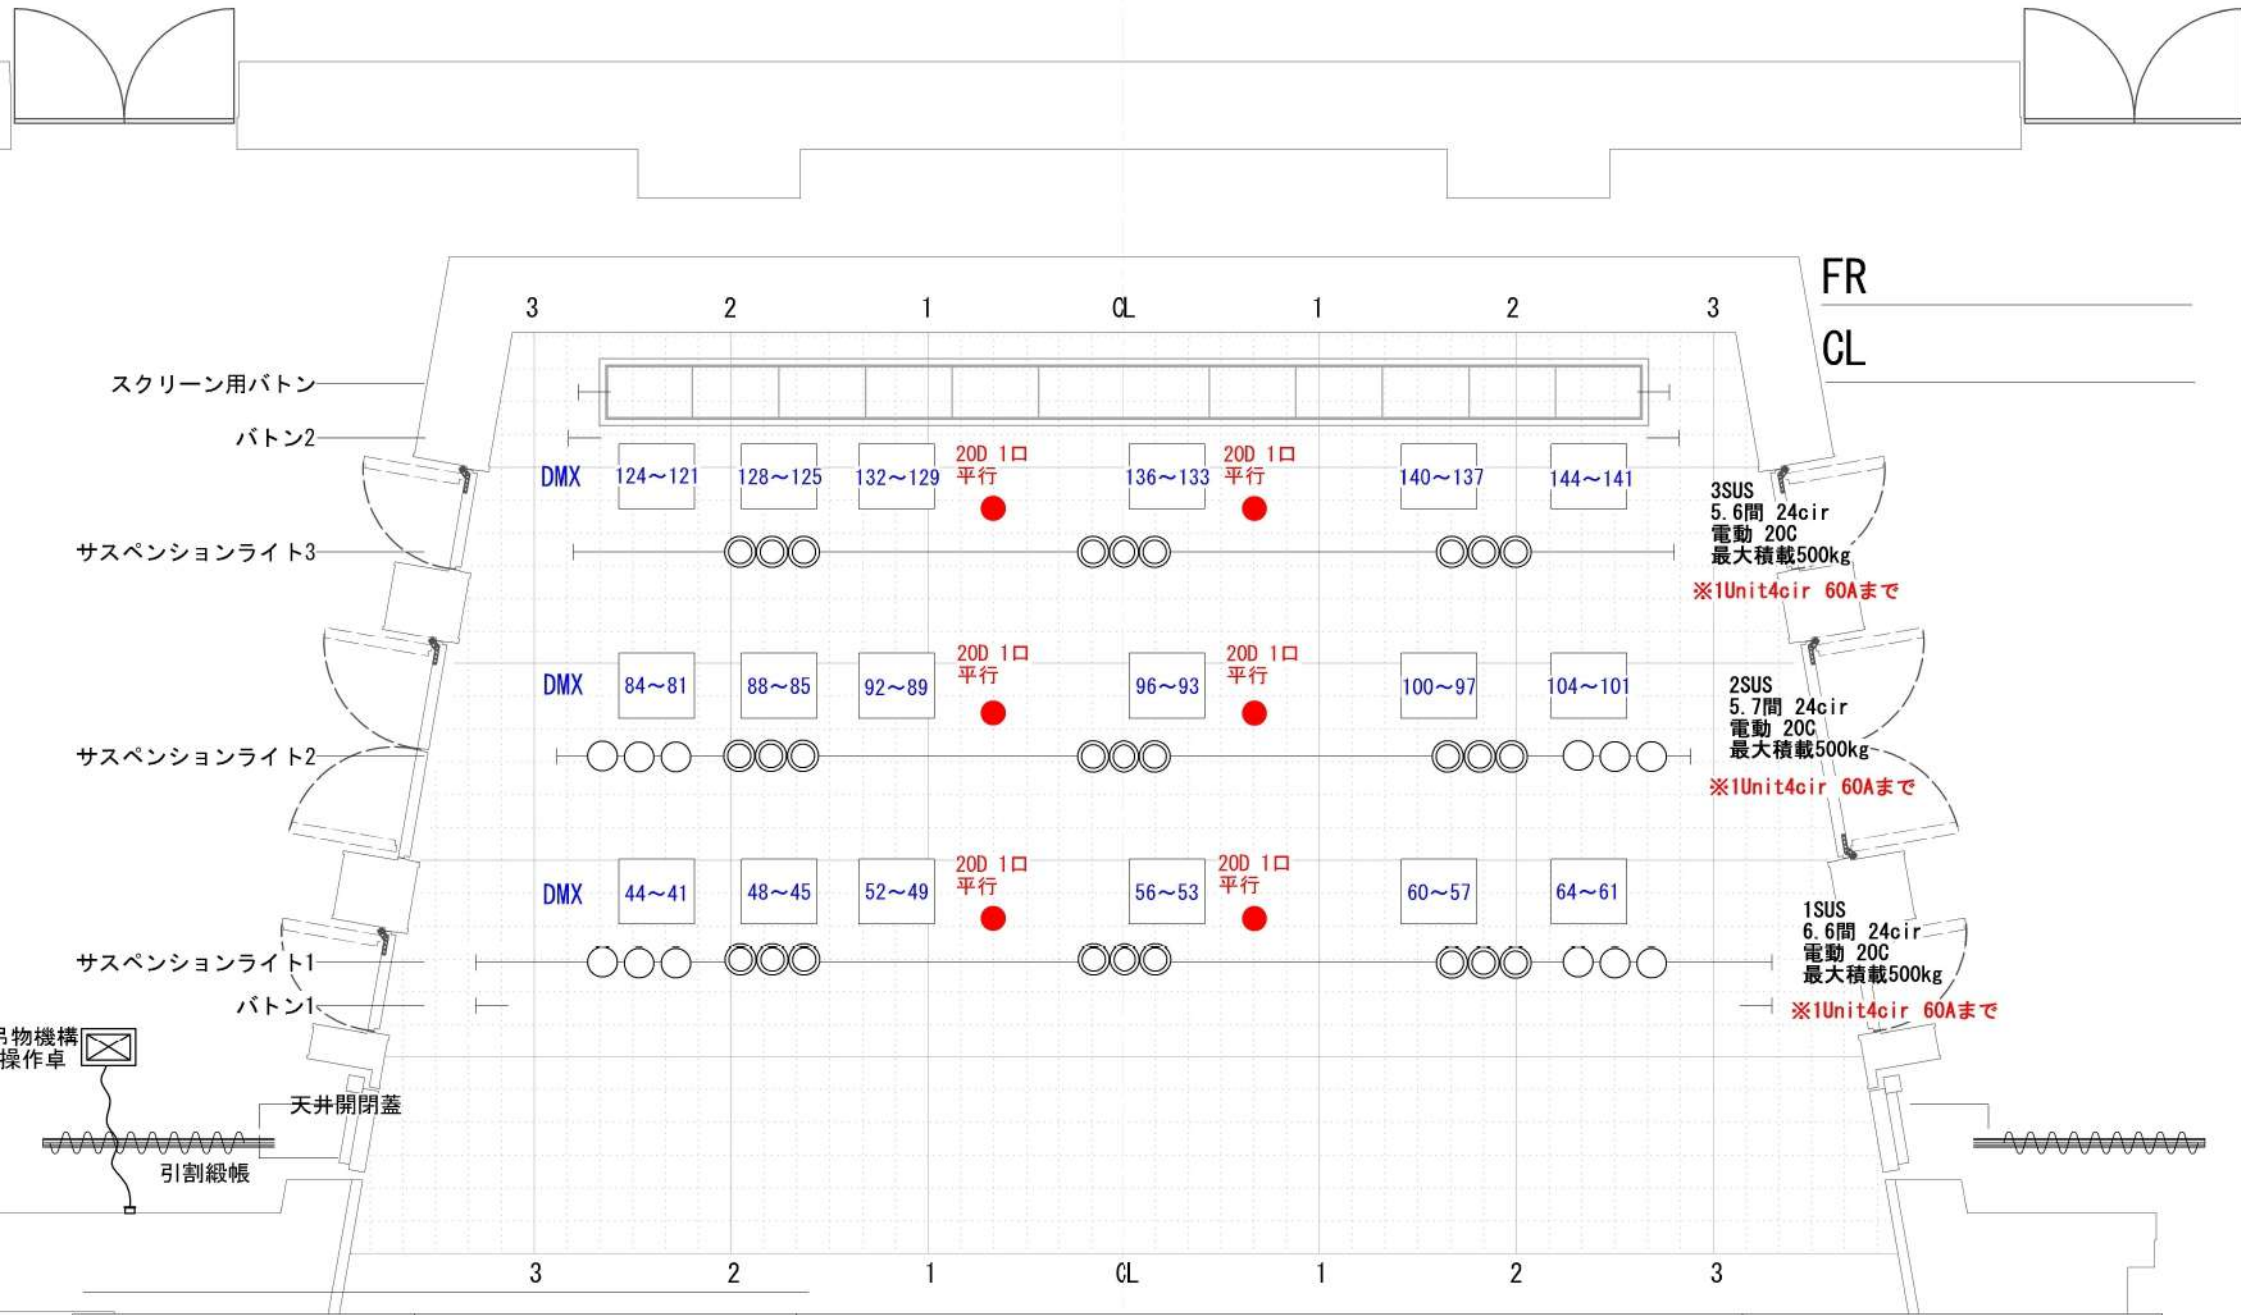 FR
3 2 1 CL 1 2 3
CL
スクリーン用バトン
バトン2
20D 1口
平行
20D 1口
平行
DMX 124～121 128～125 132～129 136～133 140～137 144～141
3SUS
5.6間 24cir
電動 20C
最大積載500kg
サスペンションライト3
※1Unit4cir 60Aまで
20D 1口
平行
20D 1口
平行
DMX 84～81 88～85 92～89 96～93 100～97 104～101
2SUS
5.7間 24cir
電動 20C
最大積載500kg
サスペンションライト2
※1Unit4cir 60Aまで
20D 1口
平行
20D 1口
平行
DMX 44～41 48～45 52～49 56～53 60～57 64～61
1SUS
6.6間 24cir
電動 20C
最大積載500kg
サスペンションライト1
バトン1
※1Unit4cir 60Aまで
吊物機構
操作卓
天井開閉蓋
引割緞帳
3 2 1 CL 1 2 3